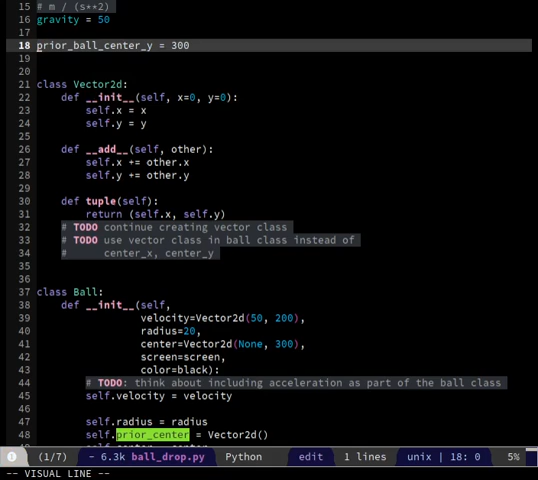 15 # m / (s**2)
16 gravity = 50
17
18 prior_ball_center_y = 300
19
20
21 class Vector2d:
22     def __init__(self, x=0, y=0):
23         self.x = x
24         self.y = y
25
26     def __add__(self, other):
27         self.x += other.x
28         self.y += other.y
29
30     def tuple(self):
31         return (self.x, self.y)
32     # TODO continue creating vector class
33     # TODO use vector class in ball class instead of
34     #      center_x, center_y
35
36
37 class Ball:
38     def __init__(self,
39                  velocity=Vector2d(50, 200),
40                  radius=20,
41                  center=Vector2d(None, 300),
42                  screen=screen,
43                  color=black):
44         # TODO: think about including acceleration as part of the ball class
45         self.velocity = velocity
46
47         self.radius = radius
48         self.prior_center = Vector2d()
1 (1/7) - 6.3k ball_drop.py Python edit 1 lines unix | 18: 0 5%
-- VISUAL LINE --